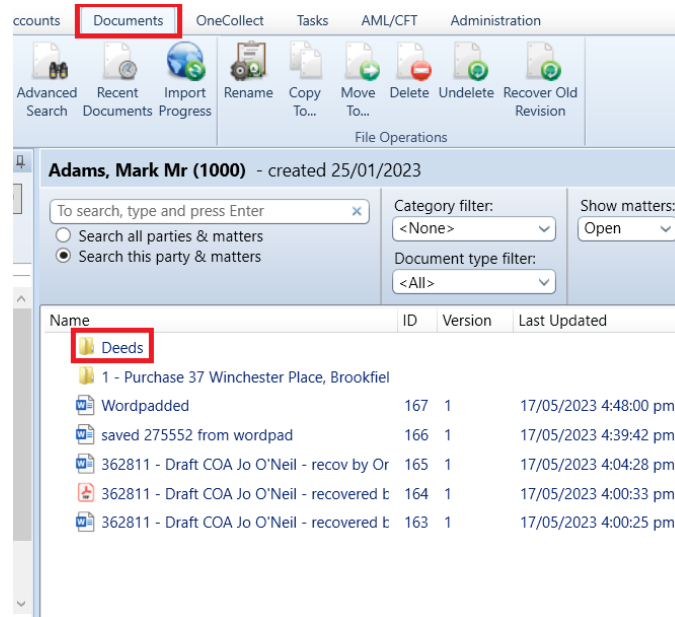 ccounts Documents OneCollect Tasks AML/CFT Administration
Advanced Search Recent Documents Import Progress Rename Copy To... Move To... Delete Undelete Recover Old Revision
File Operations
Adams, Mark Mr (1000) - created 25/01/2023
To search, type and press Enter
Search all parties & matters
Search this party & matters
Category filter:
<None>
Document type filter:
<All>
Show matters:
Open
Name ID Version Last Updated
Deeds
1 - Purchase 37 Winchester Place, Brookfiel
Wordpadded 167 1 17/05/2023 4:48:00 pm
saved 275552 from wordpad 166 1 17/05/2023 4:39:42 pm
362811 - Draft COA Jo O'Neil - recov by Or 165 1 17/05/2023 4:04:28 pm
362811 - Draft COA Jo O'Neil - recovered b 164 1 17/05/2023 4:00:33 pm
362811 - Draft COA Jo O'Neil - recovered b 163 1 17/05/2023 4:00:25 pm